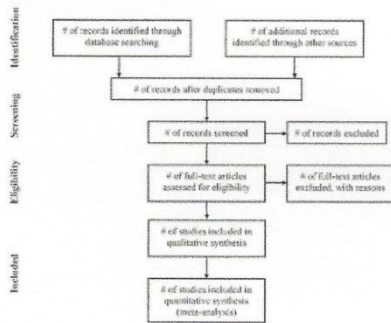 Identification
# of records identified through
database searching
# of additional records
identified through other sources
# of records after duplicates removed
Screening
# of records screened
# of records excluded
Eligibility
# of full-text articles
assessed for eligibility
# of full-text articles
excluded, with reasons
# of studies included in
qualitative synthesis
Included
# of studies included in
quantitative synthesis
(meta-analysis)